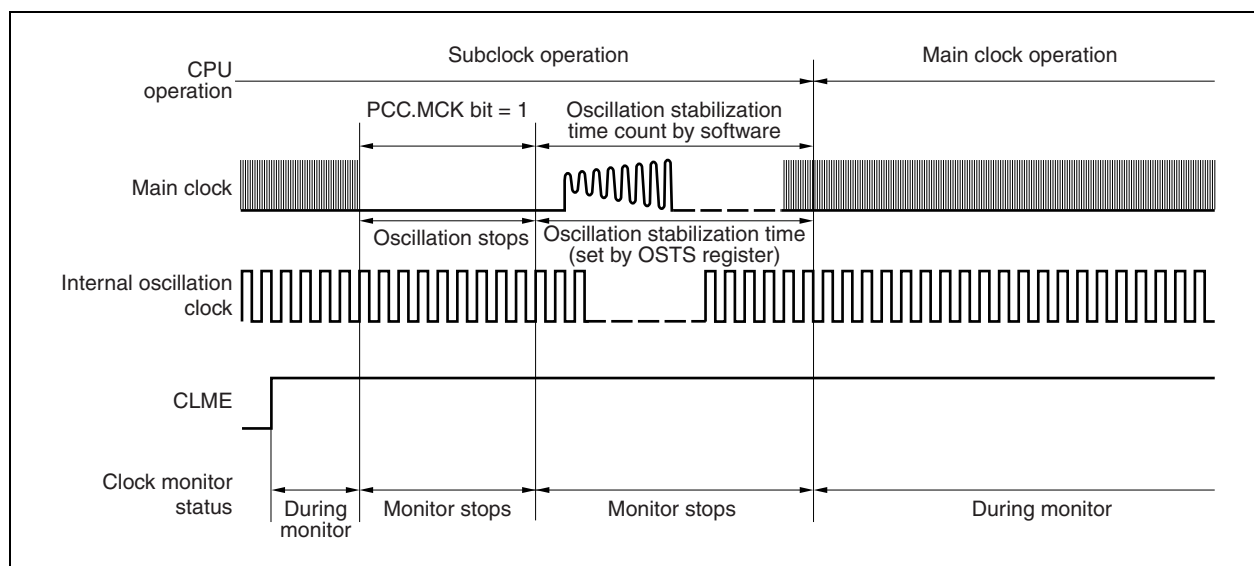 Subclock operation
Main clock operation
CPU
operation
PCC.MCK bit = 1
Oscillation stabilization
time count by software
Main clock
Oscillation stops
Oscillation stabilization time
(set by OSTS register)
Internal oscillation
clock
CLME
Clock monitor
status
During
monitor
Monitor stops
Monitor stops
During monitor